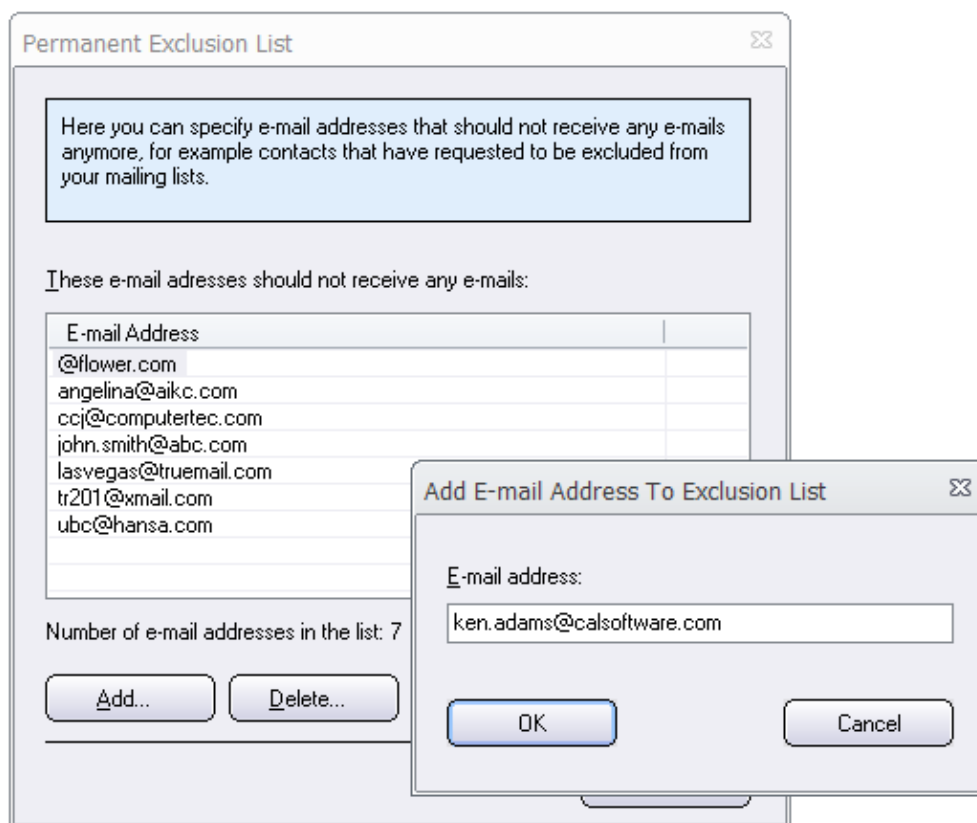 Permanent Exclusion List
Here you can specify e-mail addresses that should not receive any e-mails
anymore, for example contacts that have requested to be excluded from
your mailing lists.
These e-mail adresses should not receive any e-mails:
E-mail Address
@flower.com
angelina@aikc.com
ccj@computertec.com
john.smith@abc.com
lasvegas@truemail.com
tr201@xmail.com
ubc@hansa.com
Number of e-mail addresses in the list: 7
Add...
Delete...
Add E-mail Address To Exclusion List
E-mail address:
ken.adams@calsoftware.com
OK
Cancel